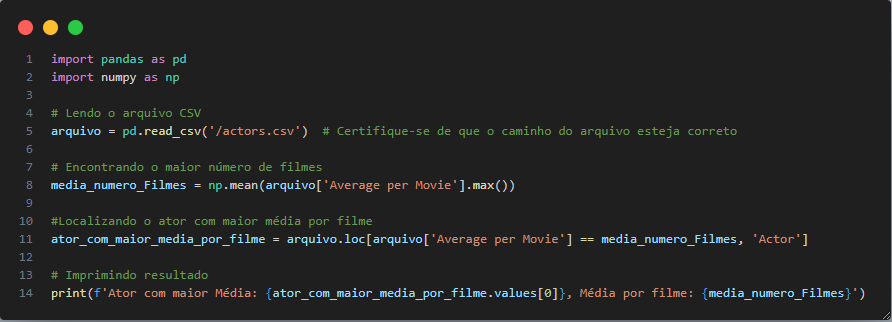 1 import pandas as pd
2 import numpy as np
3
4 # Lendo o arquivo CSV
5 arquivo = pd.read_csv('/actors.csv')  # Certifique-se de que o caminho do arquivo esteja correto
6
7 # Encontrando o maior número de filmes
8 media_numero_Filmes = np.mean(arquivo['Average per Movie'].max())
9
10 #Localizando o ator com maior média por filme
11 ator_com_maior_media_por_filme = arquivo.loc[arquivo['Average per Movie'] == media_numero_Filmes, 'Actor']
12
13 # Imprimindo resultado
14 print(f'Ator com maior Média: {ator_com_maior_media_por_filme.values[0]}, Média por filme: {media_numero_Filmes}')